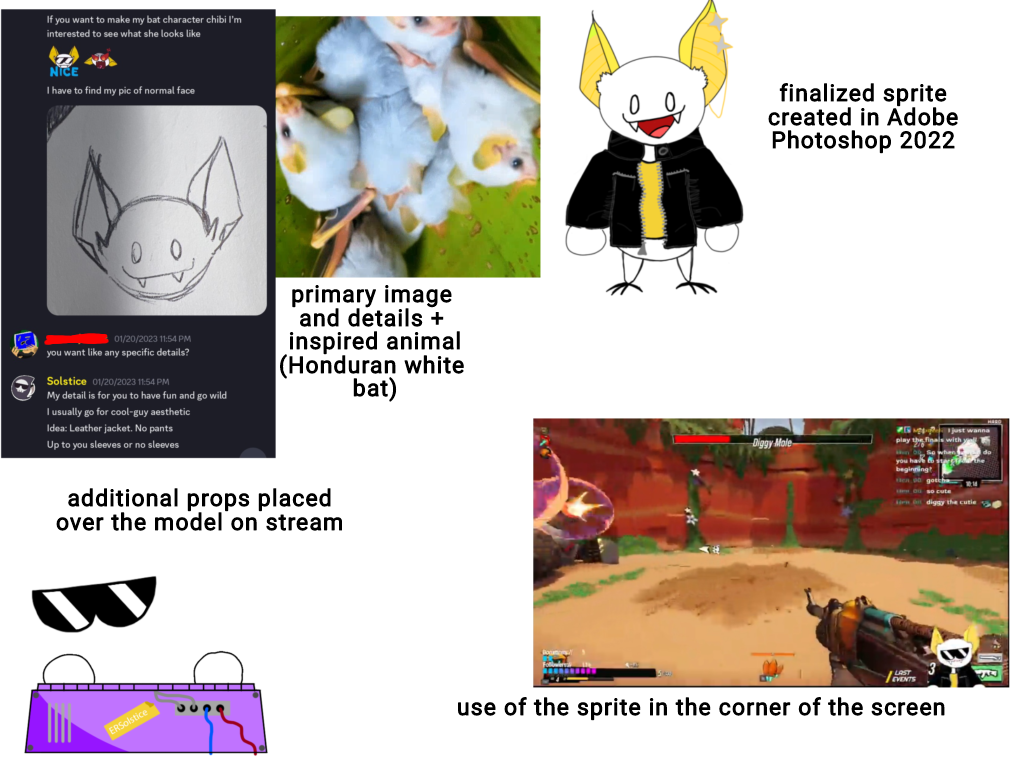 If you want to make my bat character chibi I'm
interested to see what she looks like
NICE
I have to find my pic of normal face
01/20/2023 11:54 PM
you want like any specific details?
Solstice 01/20/2023 11:54 PM
My detail is for you to have fun and go wild
I usually go for cool-guy aesthetic
Idea: Leather jacket. No pants
Up to you sleeves or no sleeves
primary image
and details +
inspired animal
(Honduran white
bat)
finalized sprite
created in Adobe
Photoshop 2022
additional props placed
over the model on stream
ERSolstice
Diggy Mole
i just wanna
play the finals with
So when do
you have to start from the
beginning?
gotcha
so cute
diggy the cutie
LAST
EVENTS
3
use of the sprite in the corner of the screen